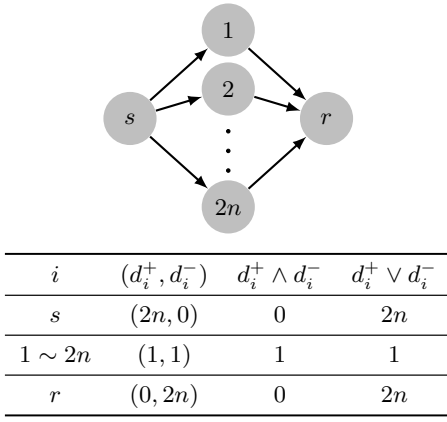 1
2
s
r
2n
i (d_i^+, d_i^-) d_i^+ ∧ d_i^- d_i^+ ∨ d_i^-
s (2n, 0) 0 2n
1 ∼ 2n (1, 1) 1 1
r (0, 2n) 0 2n